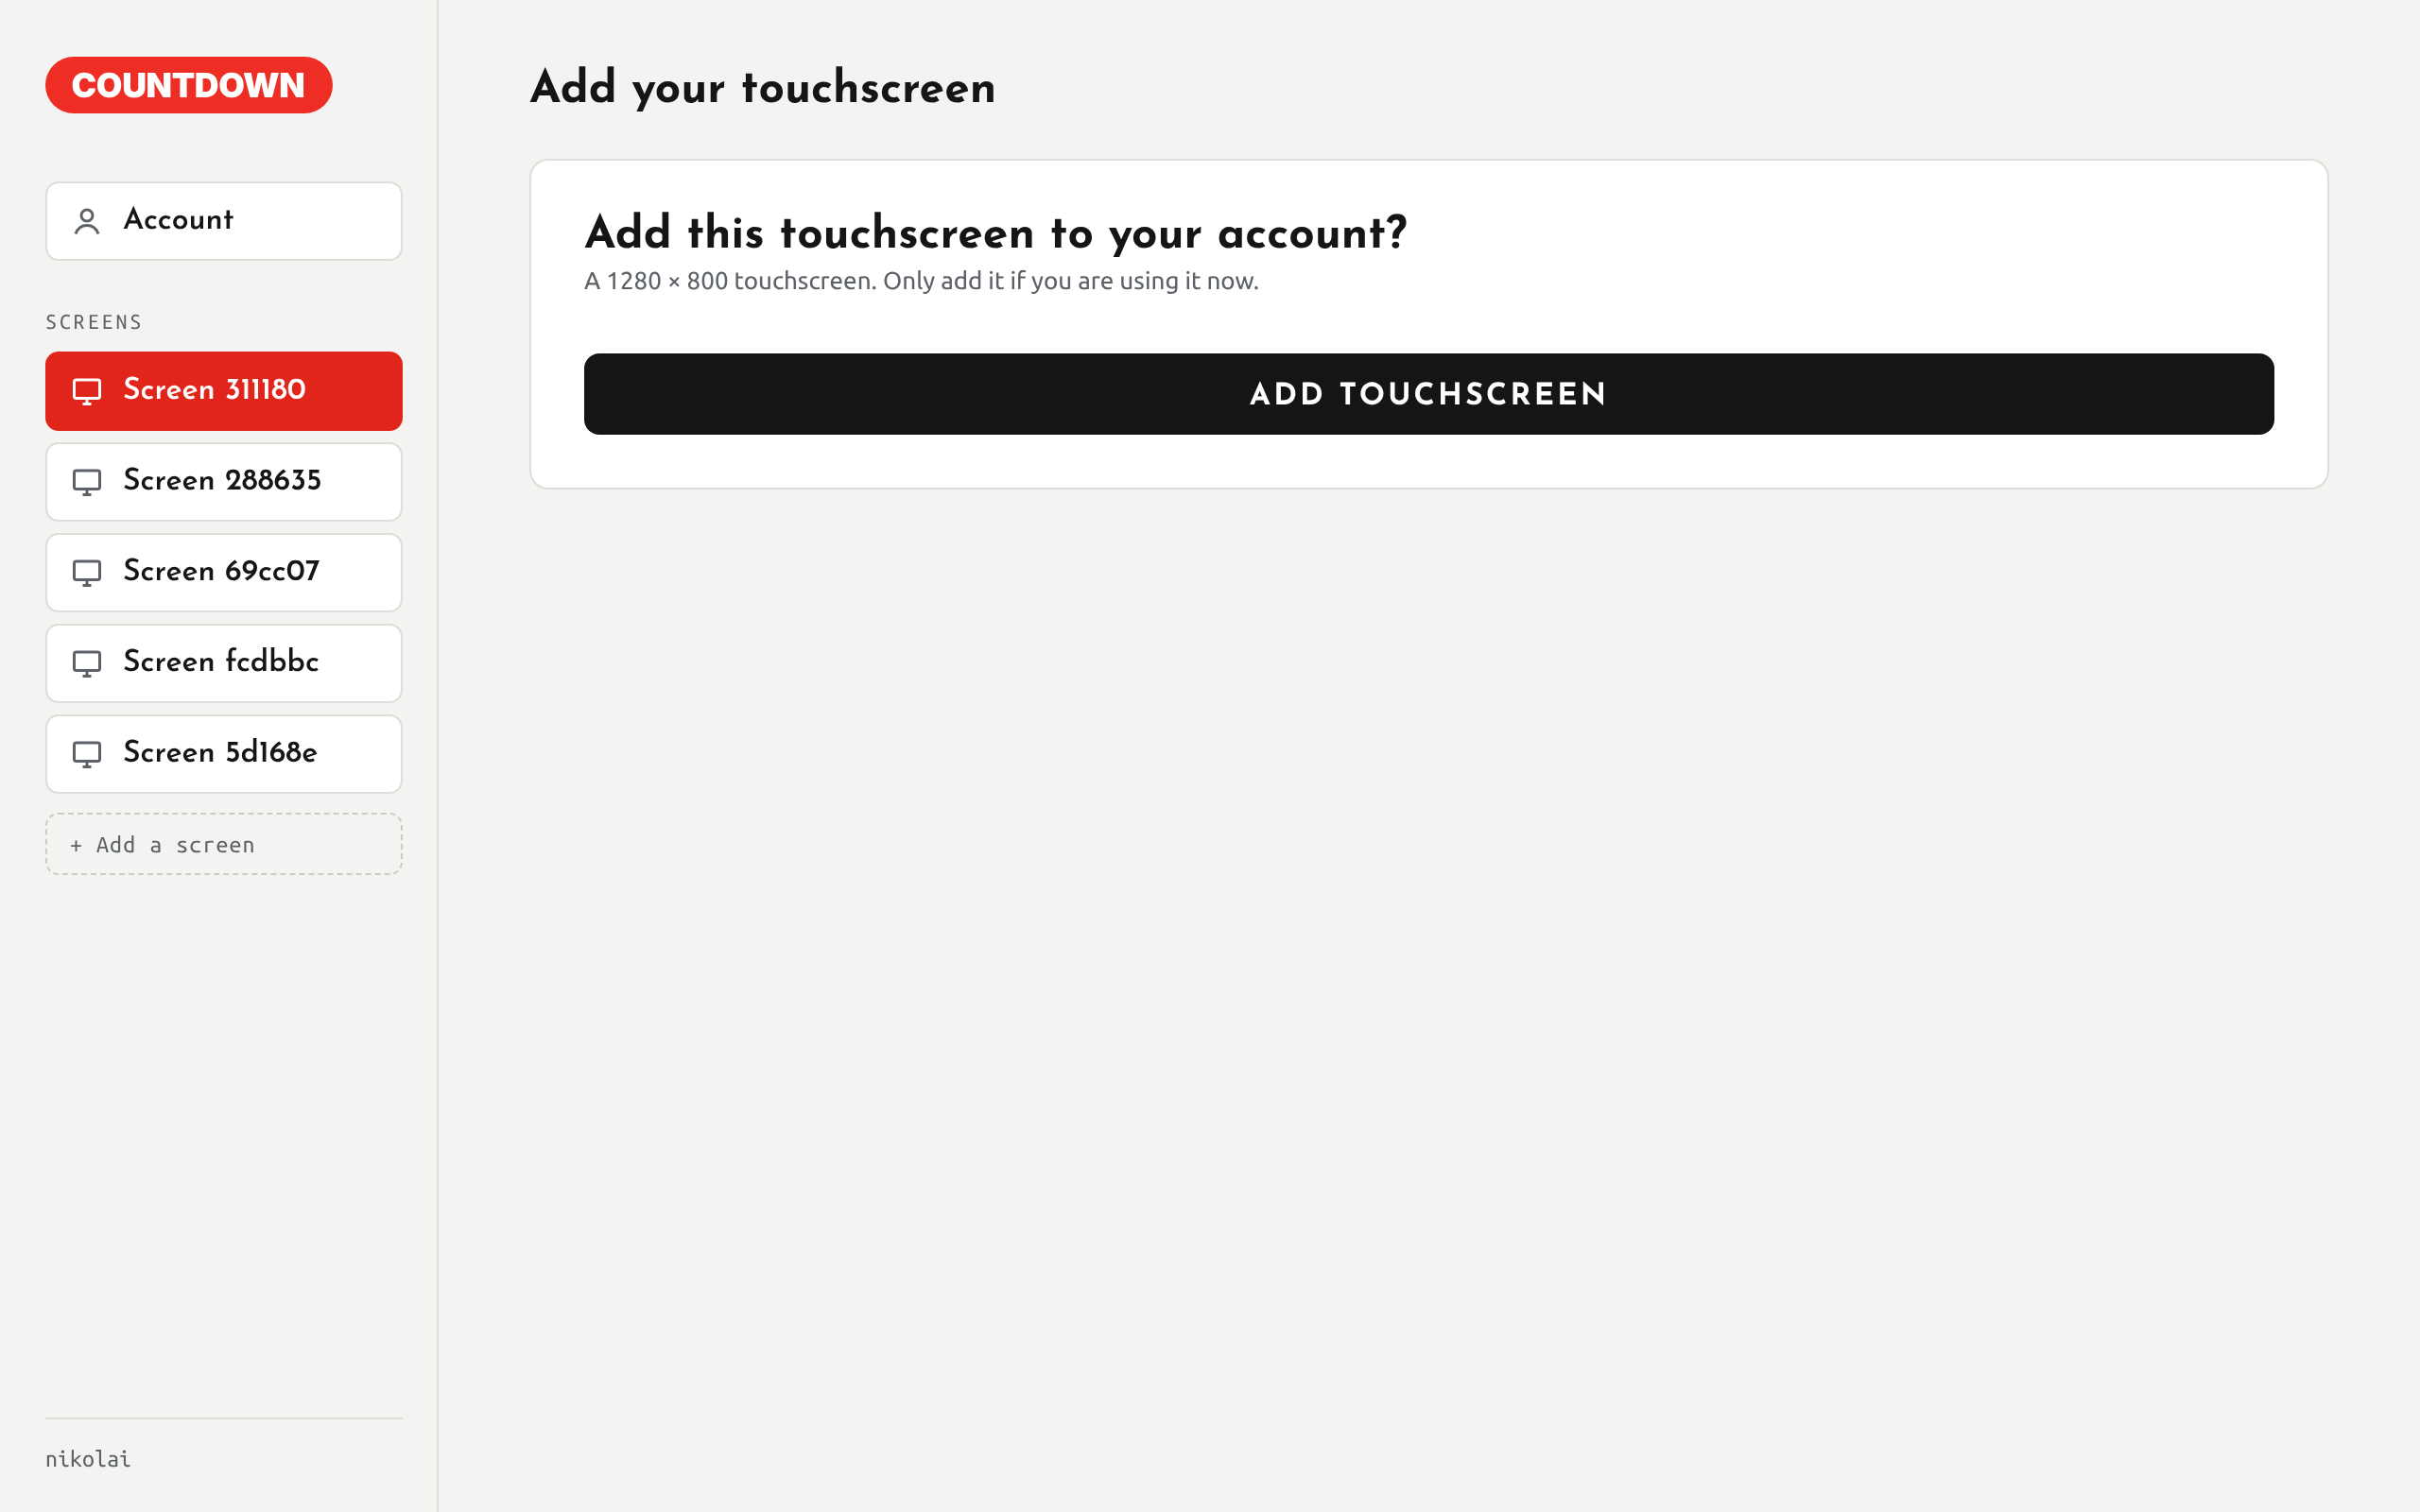 COUNTDOWN
Account
SCREENS
Screen 311180
Screen 288635
Screen 69cc07
Screen fcdbbc
Screen 5d168e
+ Add a screen
nikolai
Add your touchscreen
Add this touchscreen to your account?
A 1280 × 800 touchscreen. Only add it if you are using it now.
ADD TOUCHSCREEN